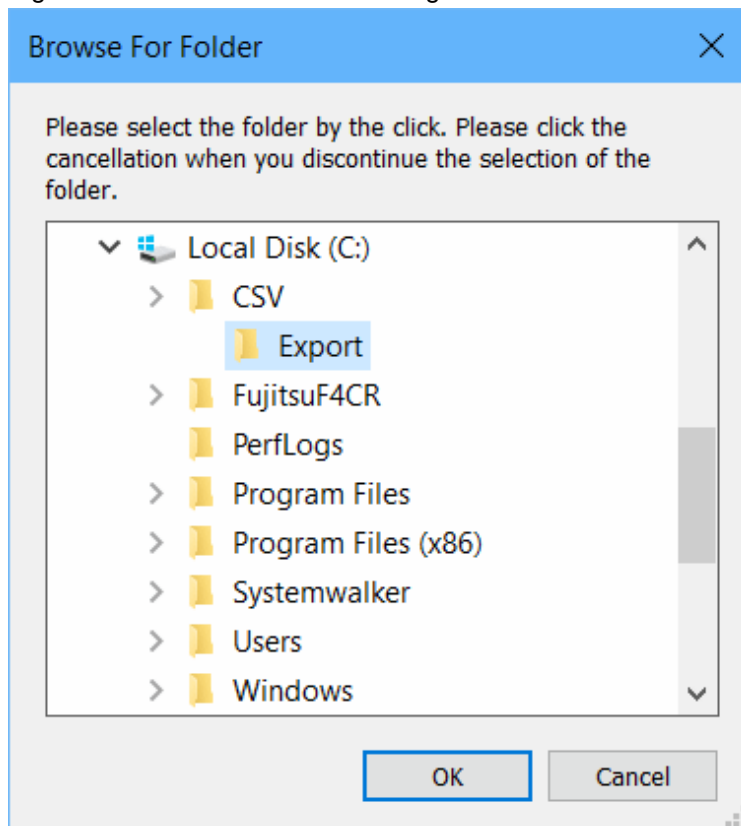 Browse For Folder
Please select the folder by the click. Please click the
cancellation when you discontinue the selection of the
folder.
Local Disk (C:)
CSV
Export
FujitsuF4CR
PerfLogs
Program Files
Program Files (x86)
Systemwalker
Users
Windows
OK Cancel